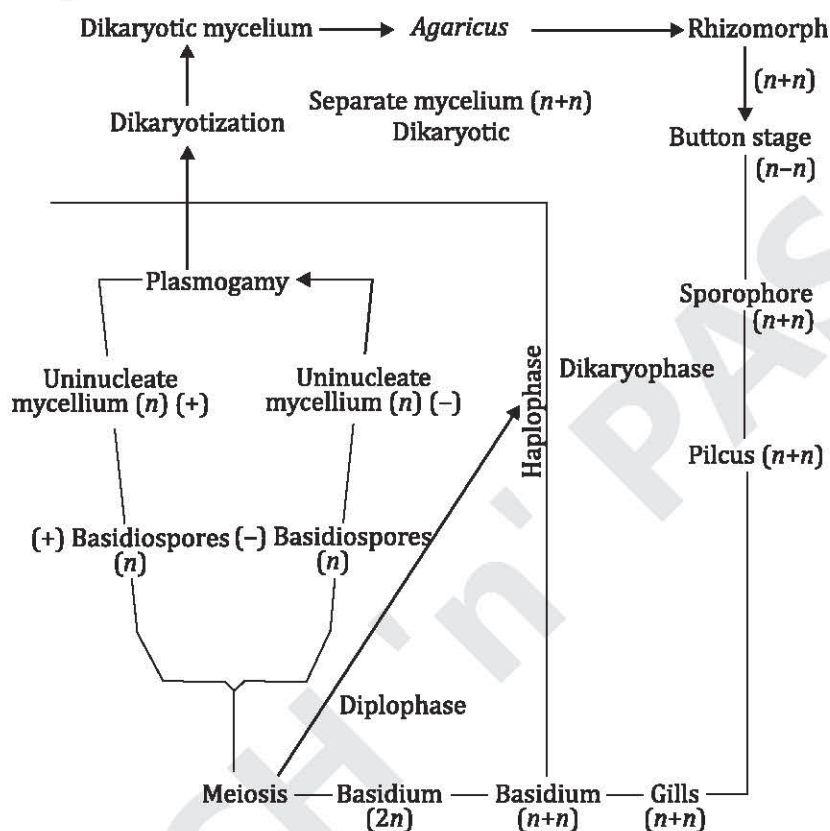 Dikaryotic mycelium Agaricus Rhizomorph
(n+n)
Dikaryotization
Separate mycelium (n+n)
Dikaryotic
Button stage
(n–n)
Plasmogamy
Sporophore
(n+n)
Uninucleate
mycellium (n) (+)
Uninucleate
mycellium (n) (–)
Haplophase
Dikaryophase
Pilcus (n+n)
(+) Basidiospores
(n)
(–) Basidiospores
(n)
Diplophase
Meiosis
Basidium
(2n)
Basidium
(n+n)
Gills
(n+n)